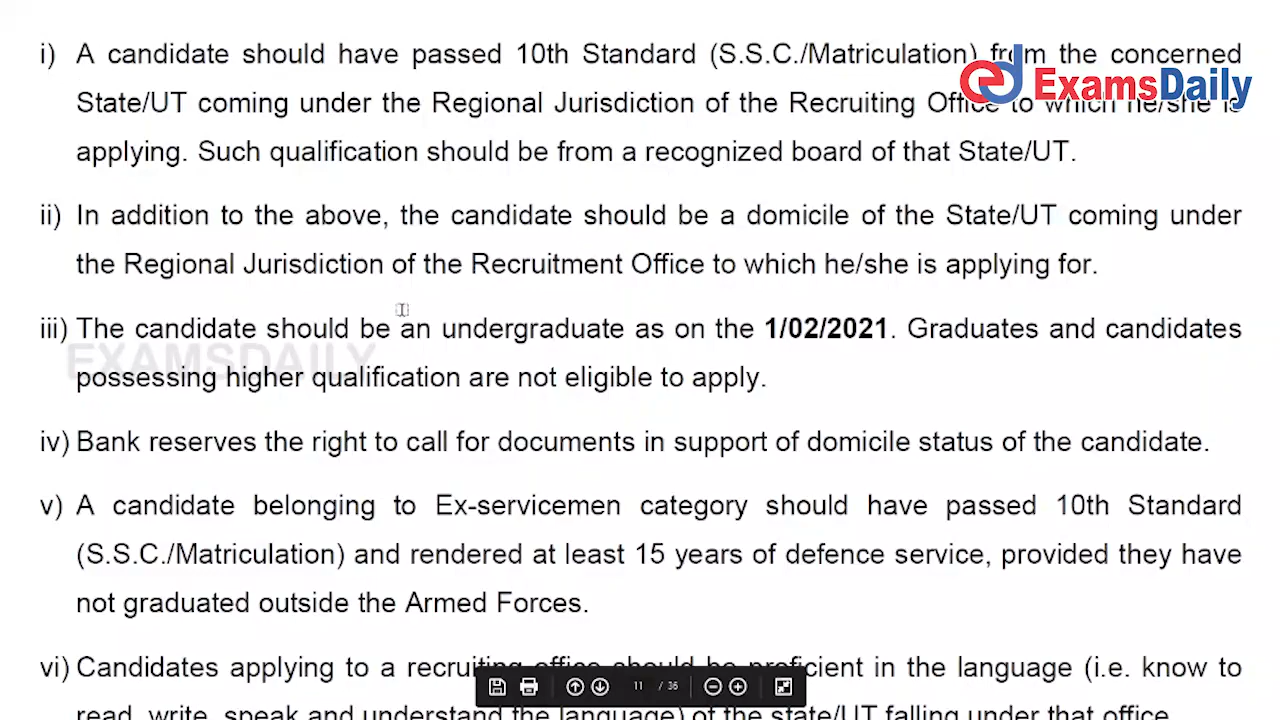 i) A candidate should have passed 10th Standard (S.S.C./Matriculation) from the concerned
ExamsDaily
State/UT coming under the Regional Jurisdiction of the Recruiting Office to which he/she is
applying. Such qualification should be from a recognized board of that State/UT.
ii) In addition to the above, the candidate should be a domicile of the State/UT coming under
the Regional Jurisdiction of the Recruitment Office to which he/she is applying for.
iii) The candidate should be an undergraduate as on the 1/02/2021. Graduates and candidates
EXAMSDAILY
possessing higher qualification are not eligible to apply.
iv) Bank reserves the right to call for documents in support of domicile status of the candidate.
v) A candidate belonging to Ex-servicemen category should have passed 10th Standard
(S.S.C./Matriculation) and rendered at least 15 years of defence service, provided they have
not graduated outside the Armed Forces.
vi) Candidates applying to a recruiting office should be proficient in the language (i.e. know to
11 / 36
read, write, speak and understand the language) of the state/UT falling under that office